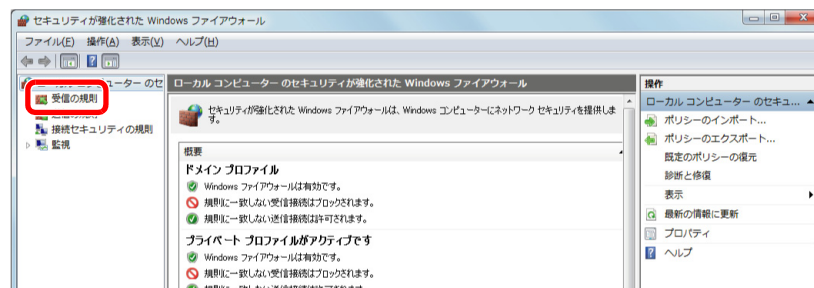 セキュリティが強化された Windows ファイアウォール
ファイル(F) 操作(A) 表示(V) ヘルプ(H)
ーター のセ
受信の規則
接続セキュリティの規則
監視
ローカル コンピューター のセキュリティが強化された Windows ファイアウォール
セキュリティが強化された Windows ファイアウォールは、Windows コンピューターにネットワーク セキュリティを提供しま
す。
概要
ドメイン プロファイル
Windows ファイアウォールは有効です。
規則に一致しない受信接続はブロックされます。
規則に一致しない送信接続は許可されます。
プライベート プロファイルがアクティブです
Windows ファイアウォールは有効です。
規則に一致しない受信接続はブロックされます。
操作
ローカル コンピューター のセキュ...
ポリシーのインポート...
ポリシーのエクスポート...
既定のポリシーの復元
診断と修復
表示
最新の情報に更新
プロパティ
ヘルプ